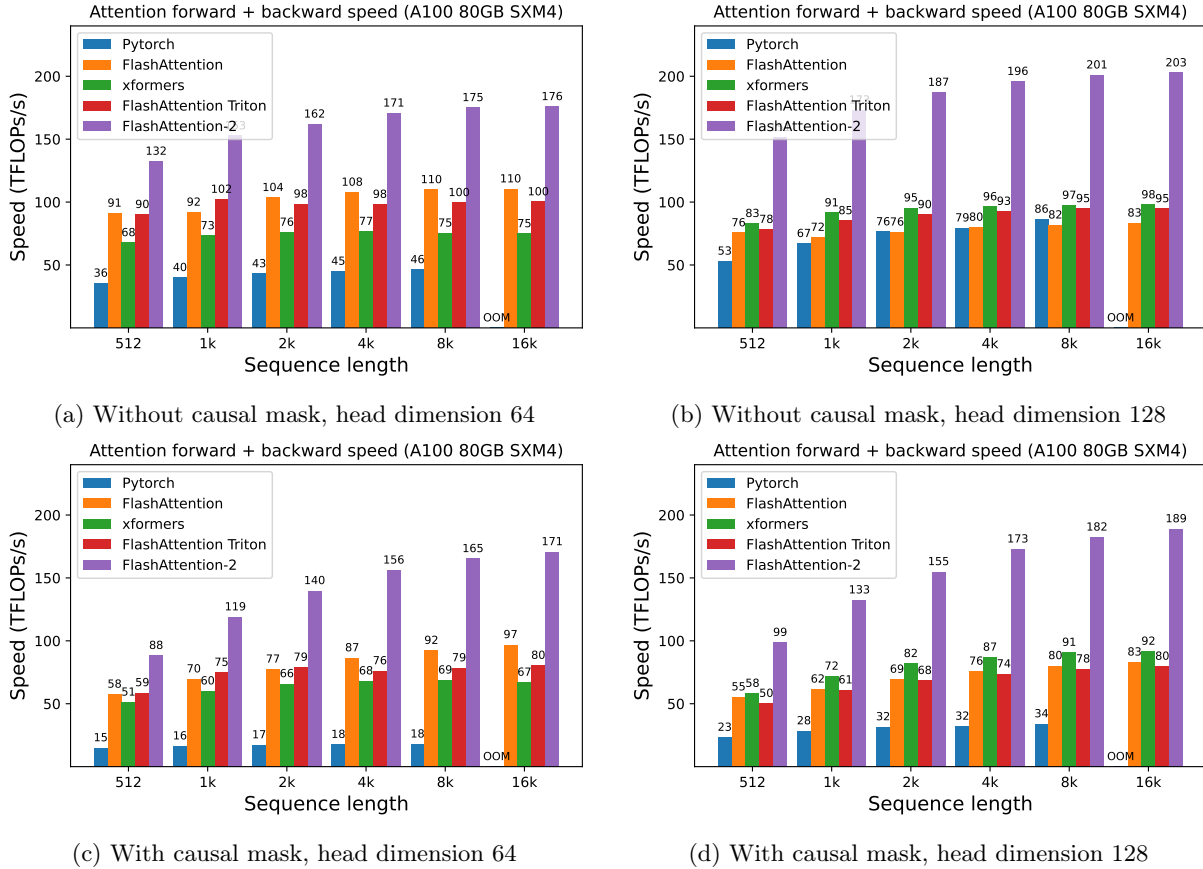 Attention forward + backward speed (A100 80GB SXM4)
Speed (TFLOPs/s)
200
150
100
50
Pytorch
FlashAttention
xformers
FlashAttention Triton
FlashAttention-2
36 91 68 90 132
40 92 73 102
43 104 76 98 162
45 108 77 98 171
46 110 75 100 175
OOM 110 75 100 176
512 1k 2k 4k 8k 16k
Sequence length
(a) Without causal mask, head dimension 64
Attention forward + backward speed (A100 80GB SXM4)
Speed (TFLOPs/s)
200
150
100
50
Pytorch
FlashAttention
xformers
FlashAttention Triton
FlashAttention-2
53 76 83 78
67 72 91 85
76 76 95 90 187
79 80 96 93 196
86 82 97 95 201
OOM 83 98 95 203
512 1k 2k 4k 8k 16k
Sequence length
(b) Without causal mask, head dimension 128
Attention forward + backward speed (A100 80GB SXM4)
Speed (TFLOPs/s)
200
150
100
50
Pytorch
FlashAttention
xformers
FlashAttention Triton
FlashAttention-2
15 58 51 59 88
16 70 60 75 119
17 77 66 79 140
18 87 68 76 156
18 92 69 79 165
OOM 97 67 80 171
512 1k 2k 4k 8k 16k
Sequence length
(c) With causal mask, head dimension 64
Attention forward + backward speed (A100 80GB SXM4)
Speed (TFLOPs/s)
200
150
100
50
Pytorch
FlashAttention
xformers
FlashAttention Triton
FlashAttention-2
23 55 58 50 99
28 62 72 61 133
32 69 82 68 155
32 76 87 74 173
34 80 91 78 182
OOM 83 92 80 189
512 1k 2k 4k 8k 16k
Sequence length
(d) With causal mask, head dimension 128